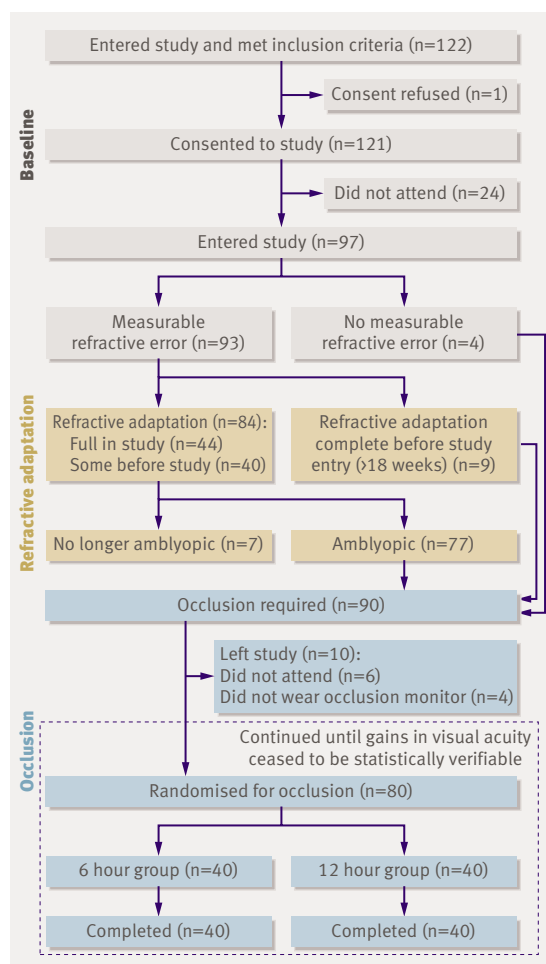 Baseline
Entered study and met inclusion criteria (n=122)
Consent refused (n=1)
Consented to study (n=121)
Did not attend (n=24)
Entered study (n=97)
Measurable
refractive error (n=93)
No measurable
refractive error (n=4)
Refractive adaptation
Refractive adaptation (n=84):
Full in study (n=44)
Some before study (n=40)
Refractive adaptation
complete before study
entry (>18 weeks) (n=9)
No longer amblyopic (n=7)
Amblyopic (n=77)
Occlusion
Occlusion required (n=90)
Left study (n=10):
Did not attend (n=6)
Did not wear occlusion monitor (n=4)
Continued until gains in visual acuity
ceased to be statistically verifiable
Randomised for occlusion (n=80)
6 hour group (n=40)
12 hour group (n=40)
Completed (n=40)
Completed (n=40)